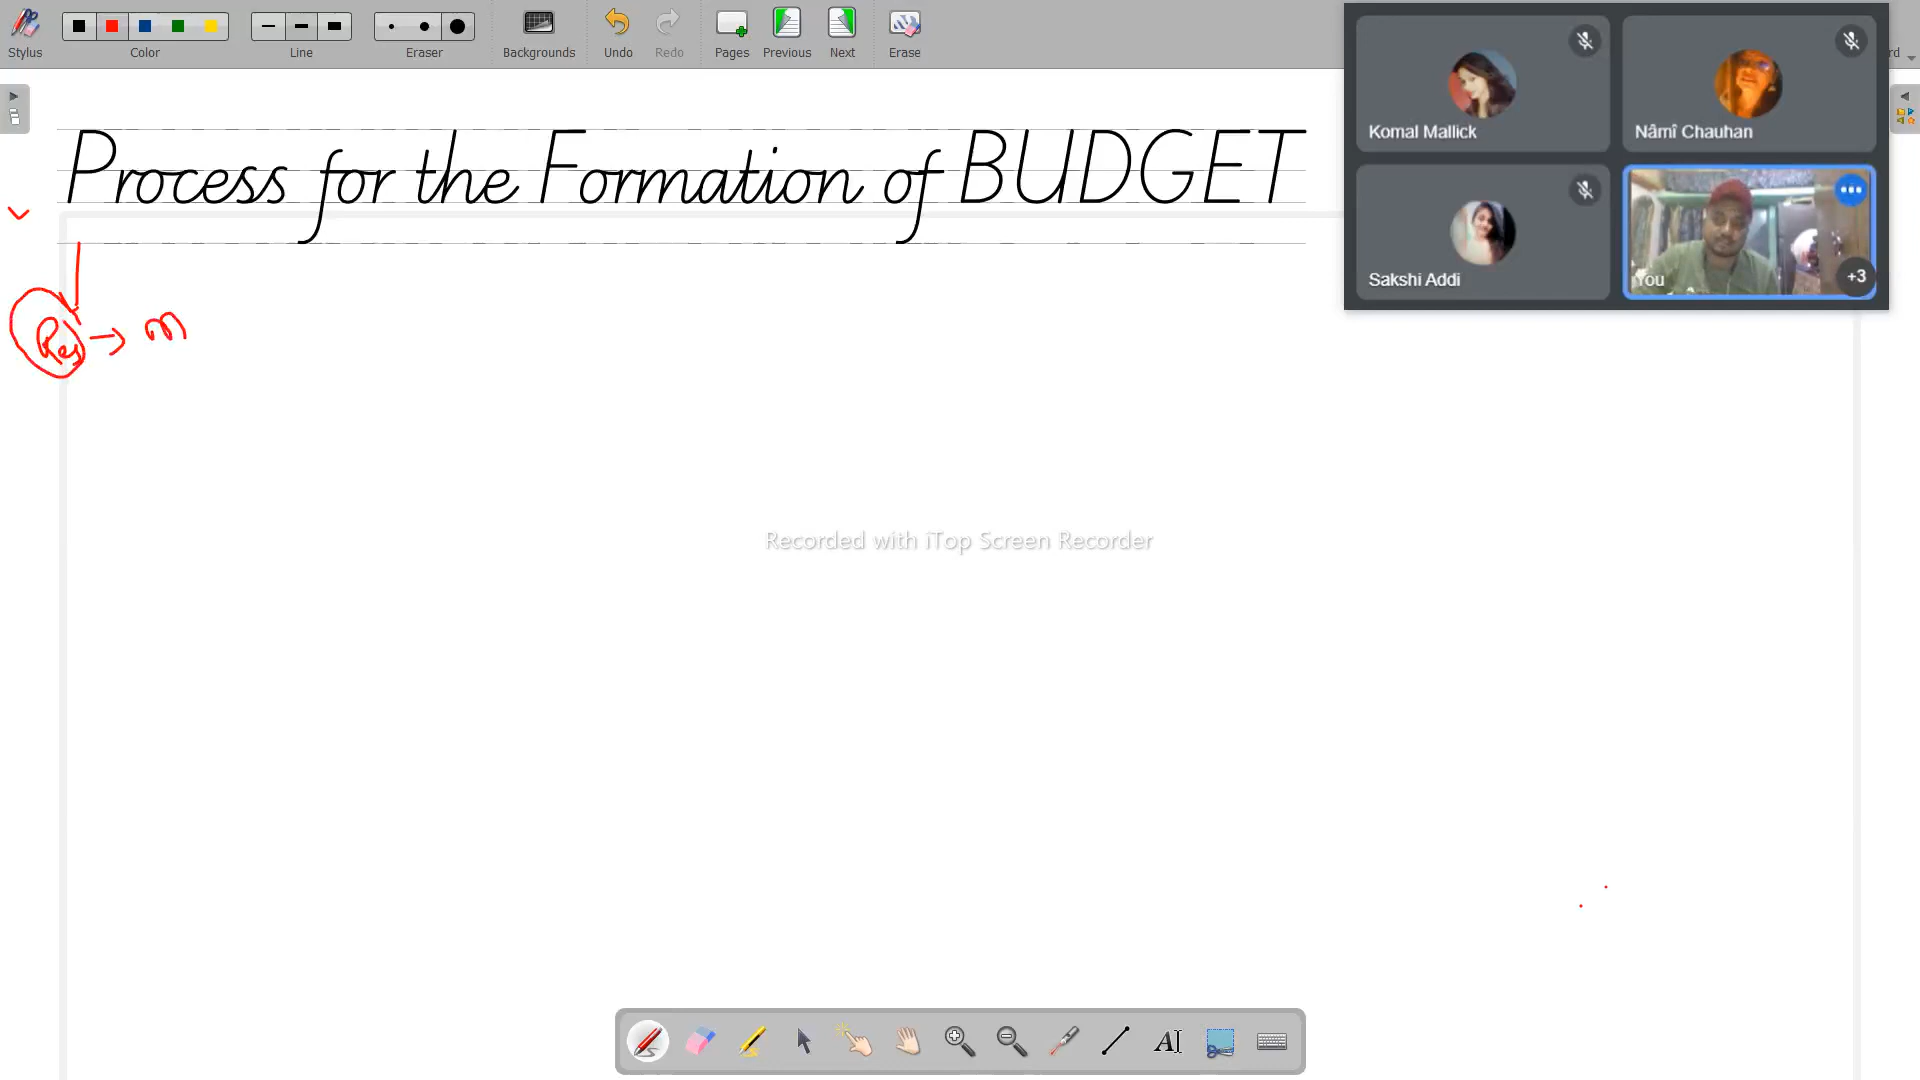 Stylus
Color
Line
Eraser
Backgrounds
Undo
Redo
Pages
Previous
Next
Erase
rd
Komal Mallick
Nâmî Chauhan
Process for the Formation of BUDGET
Sakshi Addi
You
+3
→ m
Recorded with iTop Screen Recorder